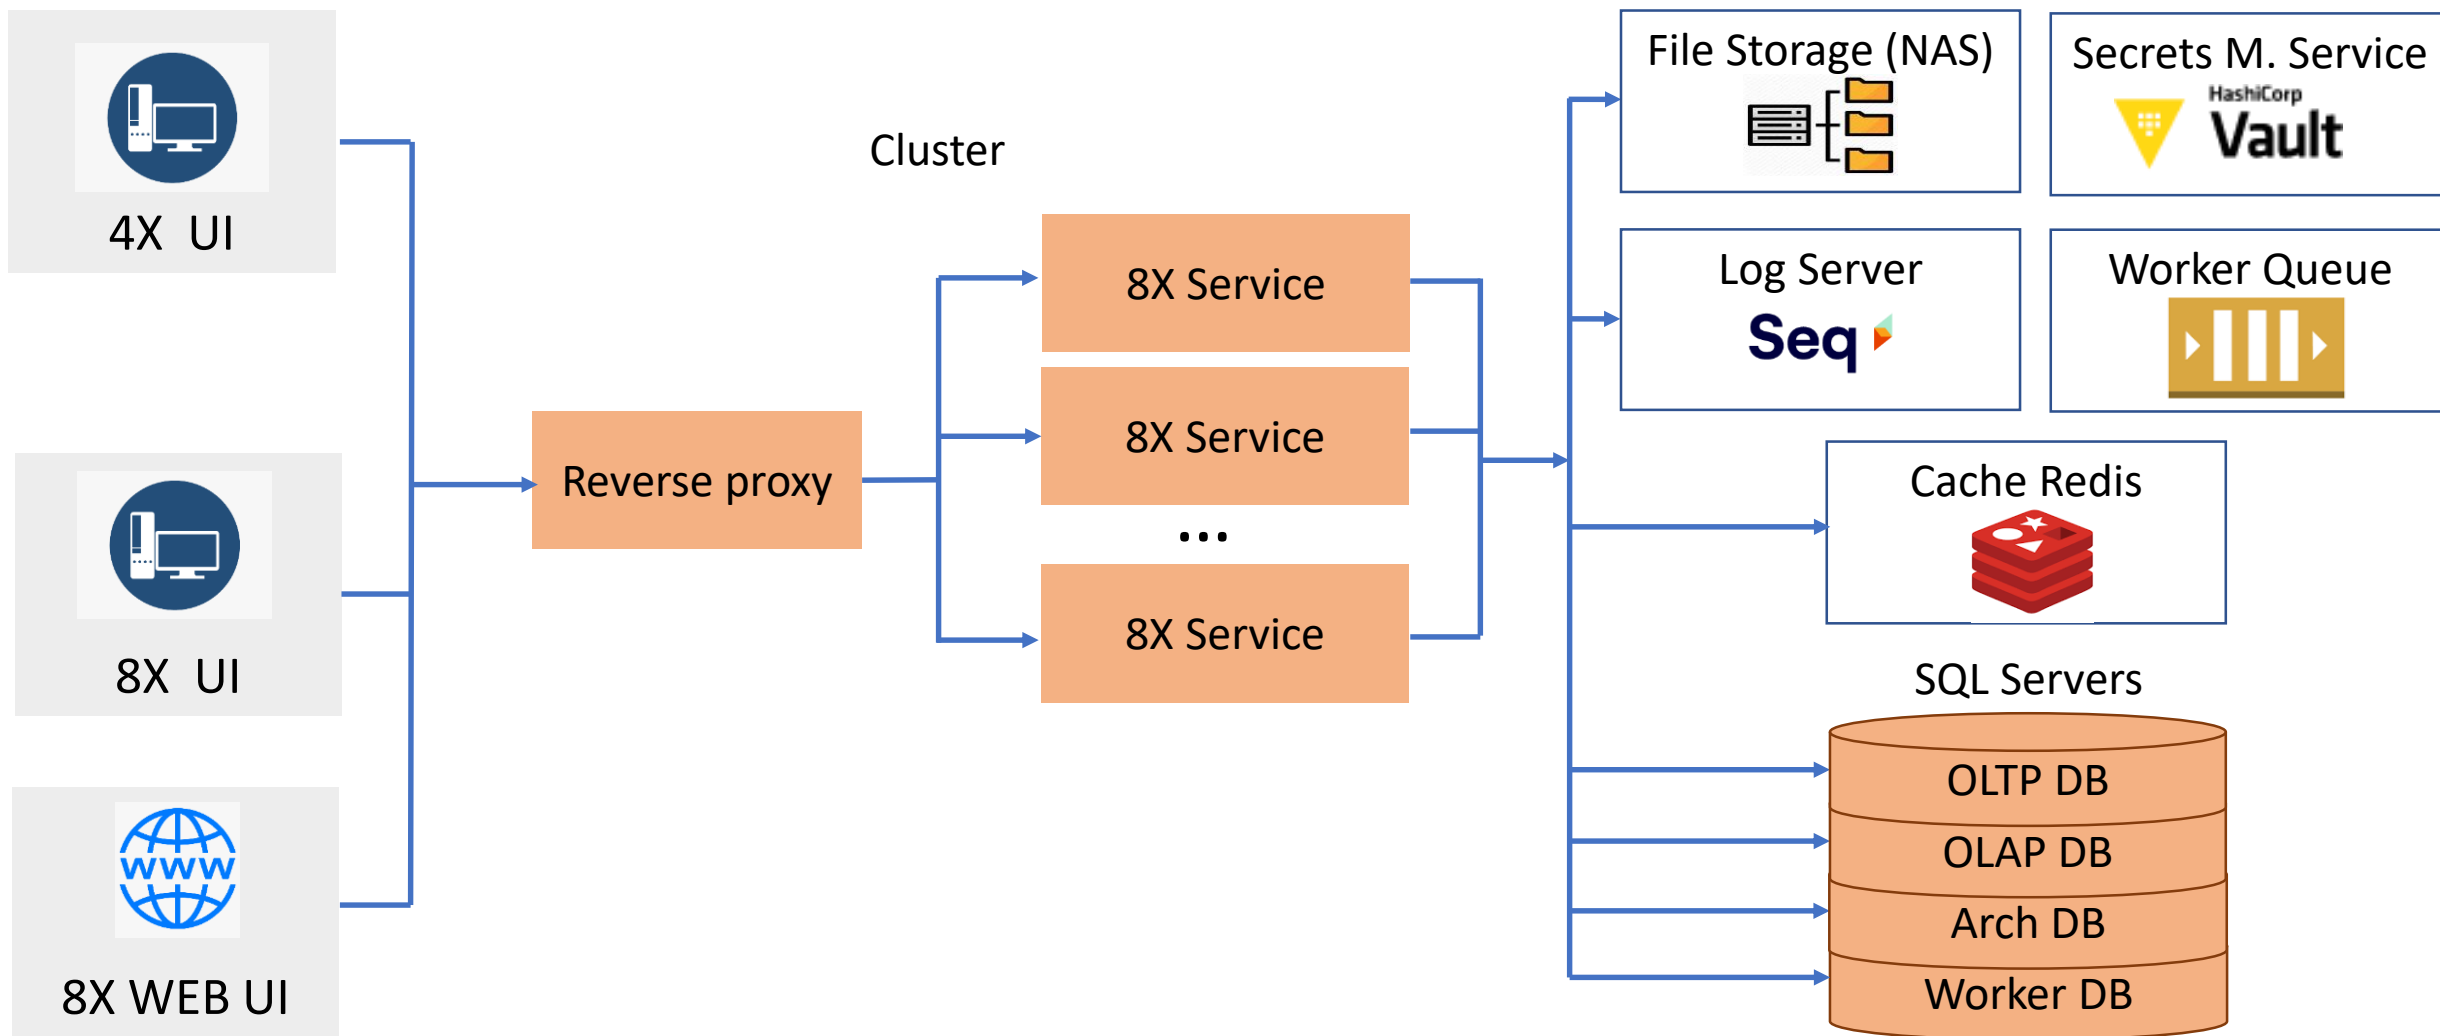 4X  UI
8X  UI
WWW
8X WEB UI
Reverse proxy
Cluster
8X Service
8X Service
...
8X Service
File Storage (NAS)
Secrets M. Service
HashiCorp
Vault
Log Server
Seq
Worker Queue
Cache Redis
SQL Servers
OLTP DB
OLAP DB
Arch DB
Worker DB